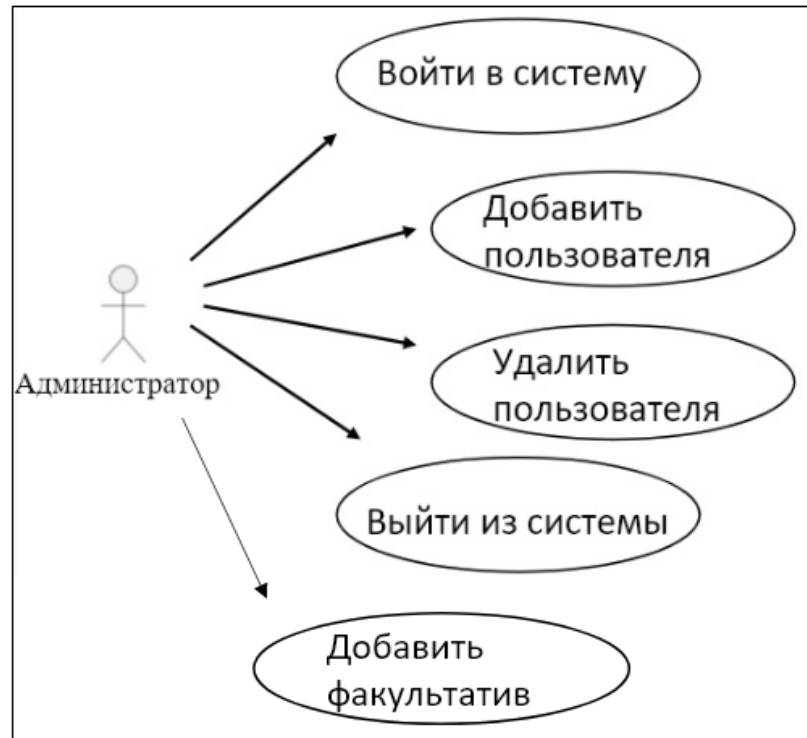 Войти в систему
Добавить
пользователя
Удалить
пользователя
Администратор
Выйти из системы
Добавить
факультатив